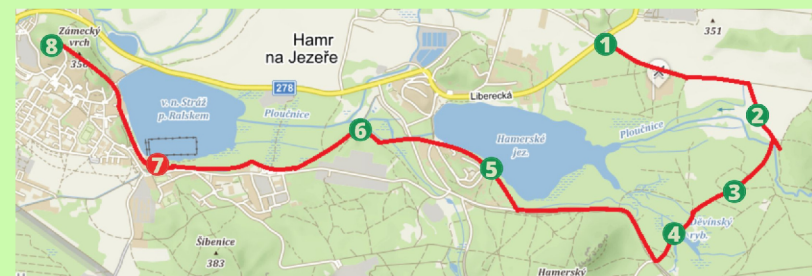 8
Zámecký
vrch
Hamr
na Jezeře
1
351
278
Liberecká
v. n. Stráž
p. Ralskem
Ploučnice
6
Hamerské
jez.
Ploučnice
2
7
5
3
Děvínský
ryb.
4
Šibenice
383
Hamerský